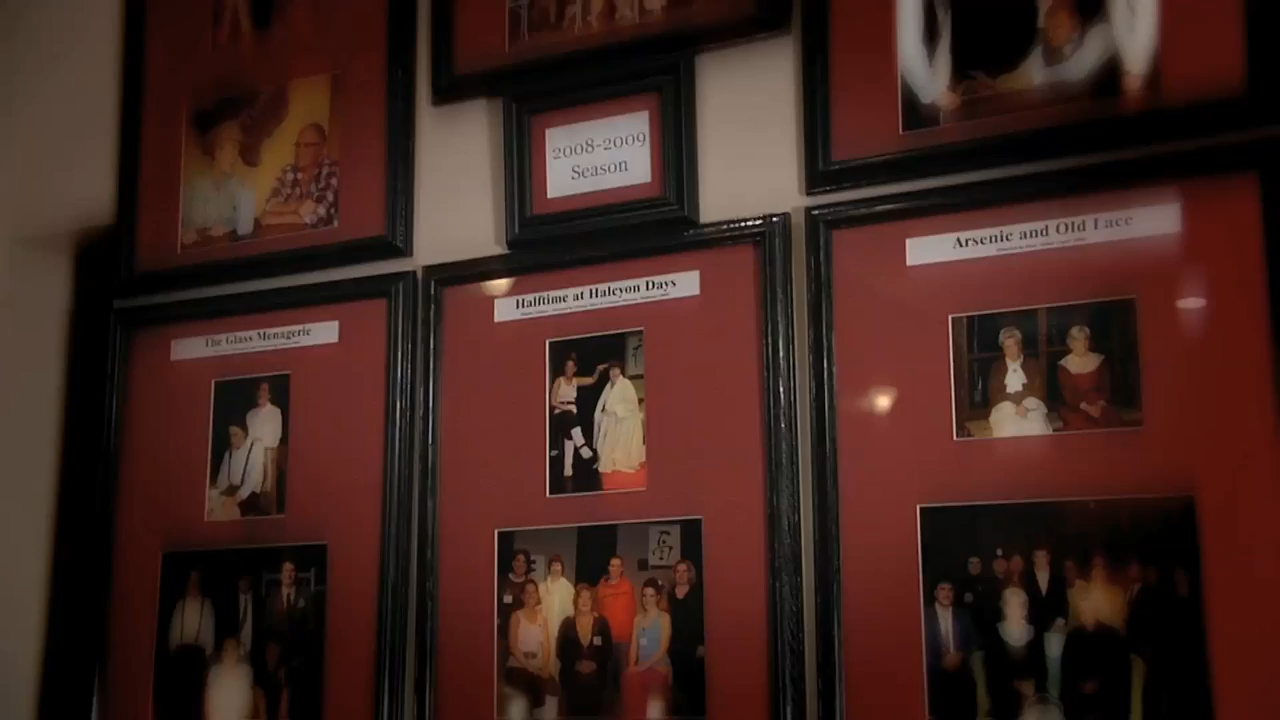 2008-2009
Season
The Glass Menagerie
Halftime at Halcyon Days
Arsenic and Old Lace